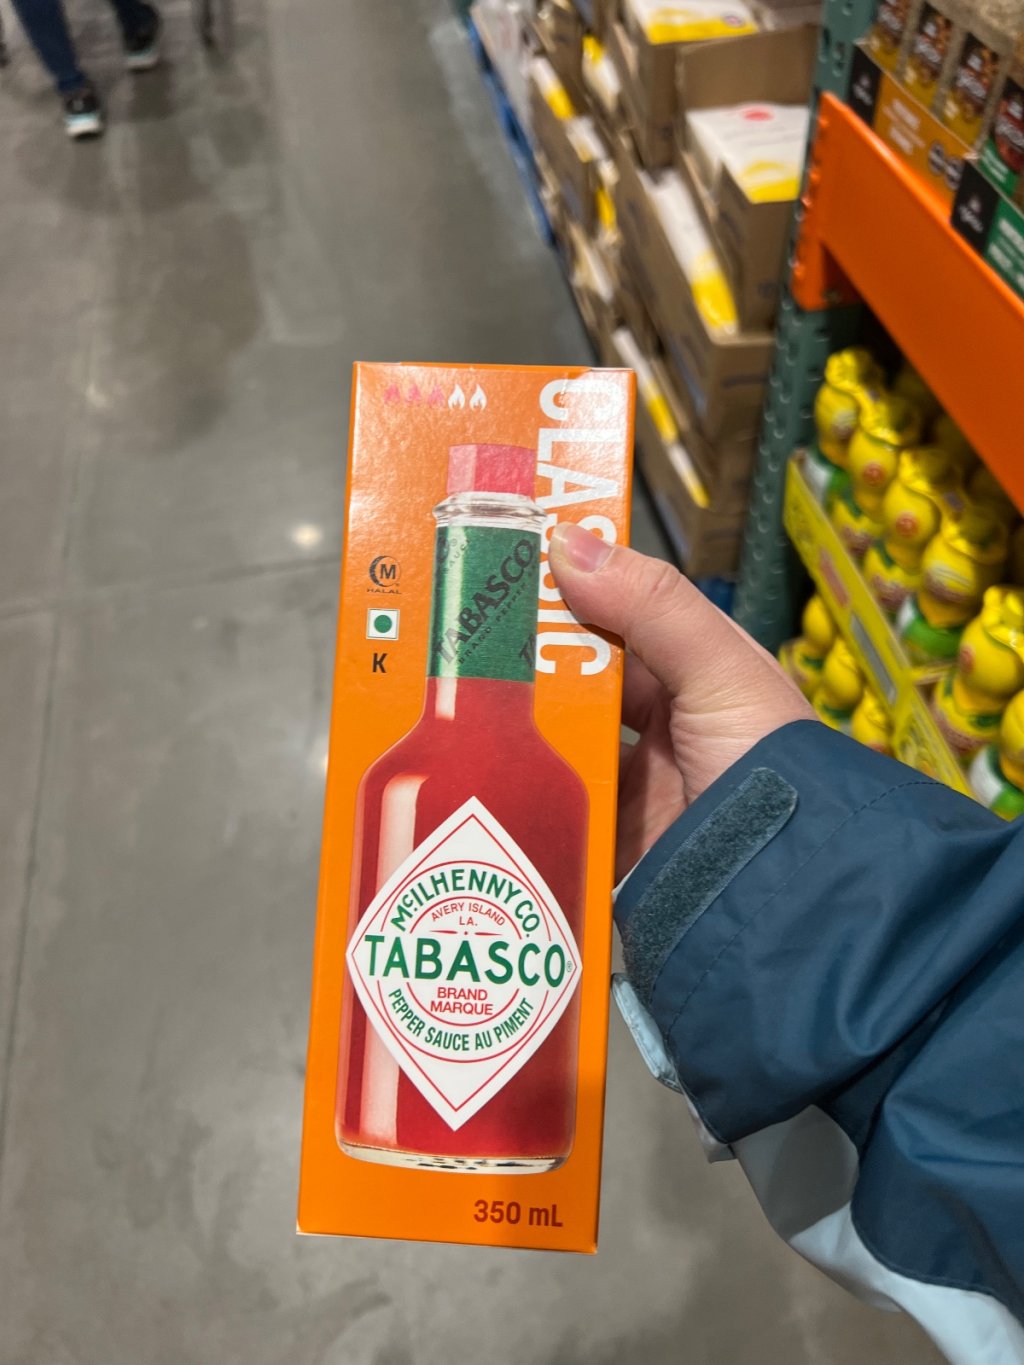 CLASSIC
M
HALAL
K
TABASCO
McILHENNY CO.
AVERY ISLAND
LA.
TABASCO®
BRAND
MARQUE
PEPPER SAUCE AU PIMENT
350 mL